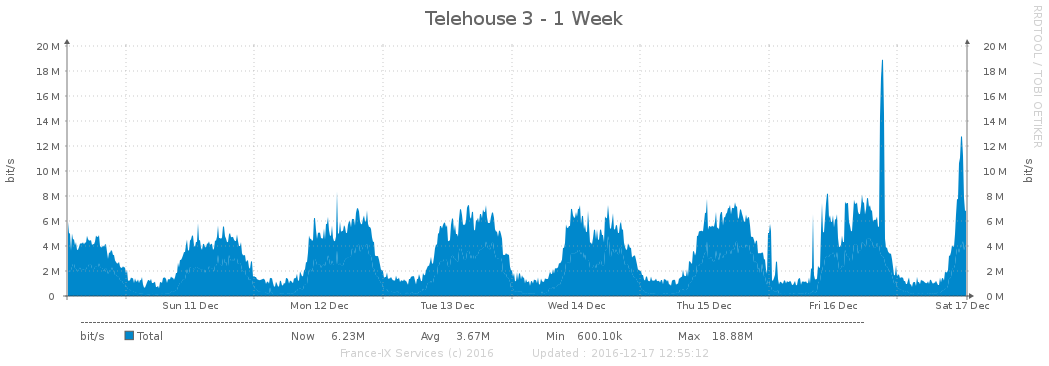 Telehouse 3 - 1 Week
RRDTOOL / TOBI OETIKER
bit/s
20 M
18 M
16 M
14 M
12 M
10 M
8 M
6 M
4 M
2 M
0
20 M
18 M
16 M
14 M
12 M
10 M
8 M
6 M
4 M
2 M
0 M
bit/s
Sun 11 Dec Mon 12 Dec Tue 13 Dec Wed 14 Dec Thu 15 Dec Fri 16 Dec Sat 17 Dec
bit/s Total Now 6.23M Avg 3.67M Min 600.10k Max 18.88M
France-IX Services (c) 2016 Updated : 2016-12-17 12:55:12